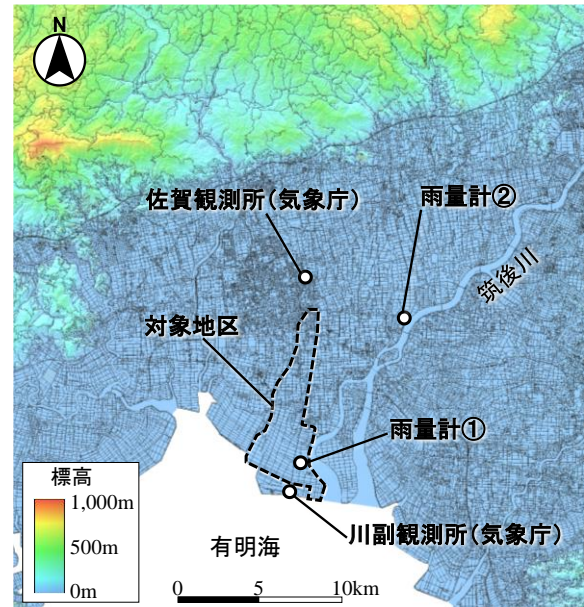 N
佐賀観測所(気象庁)
雨量計②
筑後川
対象地区
雨量計①
標高
1,000m
500m
0m
川副観測所(気象庁)
有明海
0 5 10km